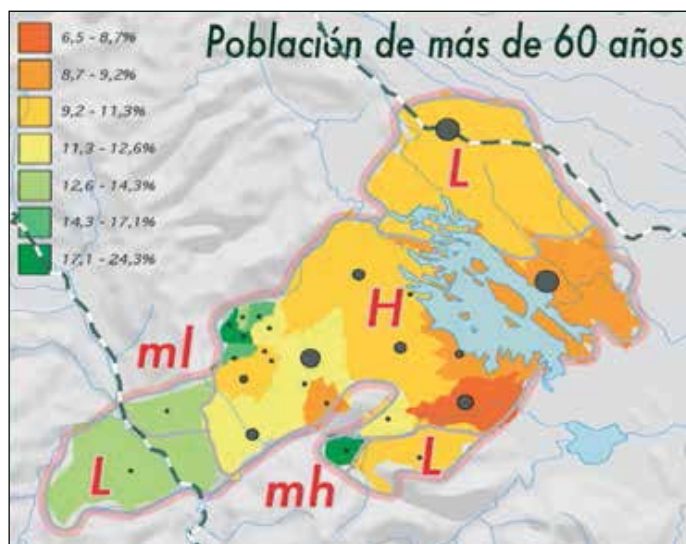 Población de más de 60 años
6,5 - 8,7%
8,7 - 9,2%
9,2 - 11,3%
11,3 - 12,6%
12,6 - 14,3%
14,3 - 17,1%
17,1 - 24,3%
L
H
ml
L
mh
L